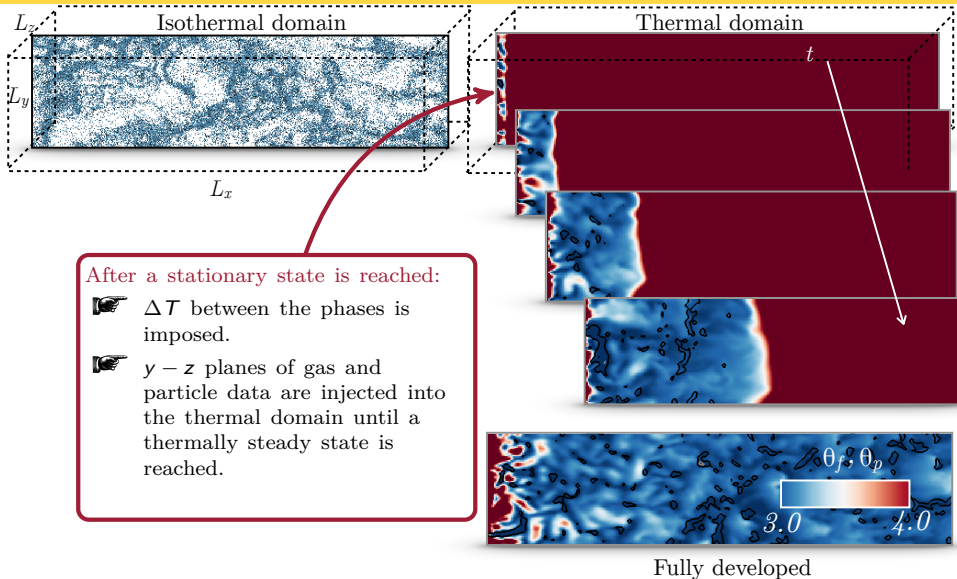 Isothermal domain
Thermal domain
L_z
L_y
L_x
t
After a stationary state is reached:
ΔT between the phases is
imposed.
y − z planes of gas and
particle data are injected into
the thermal domain until a
thermally steady state is
reached.
θ_f, θ_p
3.0 4.0
Fully developed